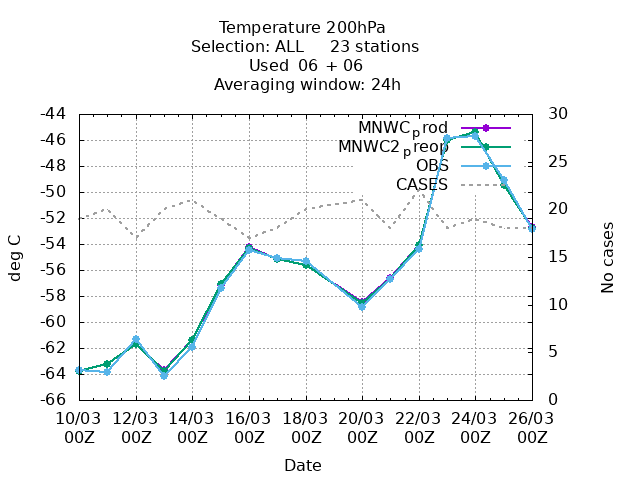 Temperature 200hPa
Selection: ALL 23 stations
Used 06 + 06
Averaging window: 24h
-44
-46
-48
-50
-52
-54
-56
-58
-60
-62
-64
-66
30
25
20
15
10
5
0
deg C
No cases
MNWCprod
MNWC2preop
OBS
CASES
10/03 12/03 14/03 16/03 18/03 20/03 22/03 24/03 26/03
00Z 00Z 00Z 00Z 00Z 00Z 00Z 00Z 00Z
Date